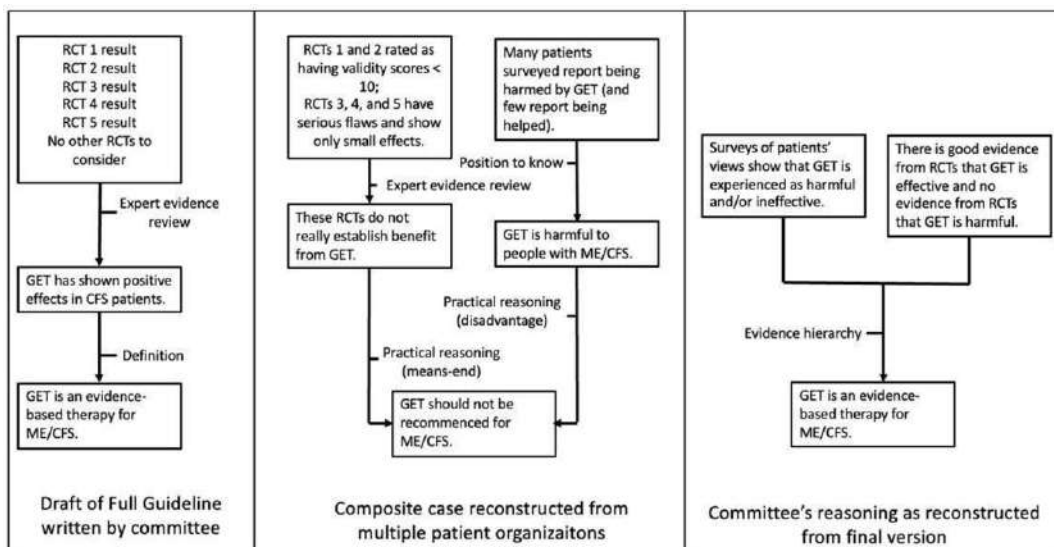 RCT 1 result
RCT 2 result
RCT 3 result
RCT 4 result
RCT 5 result
No other RCTs to
consider
Expert evidence
review
GET has shown positive
effects in CFS patients.
Definition
GET is an evidence-
based therapy for
ME/CFS.
Draft of Full Guideline
written by committee
RCTs 1 and 2 rated as
having validity scores <
10;
RCTs 3, 4, and 5 have
serious flaws and show
only small effects.
Expert evidence review
These RCTs do not
really establish benefit
from GET.
Practical reasoning
(means-end)
Many patients
surveyed report being
harmed by GET (and
few report being
helped).
Position to know
GET is harmful to
people with ME/CFS.
Practical reasoning
(disadvantage)
GET should not be
recommenced for
ME/CFS.
Composite case reconstructed from
multiple patient organizaitons
Surveys of patients'
views show that GET is
experienced as harmful
and/or ineffective.
There is good evidence
from RCTs that GET is
effective and no
evidence from RCTs
that GET is harmful.
Evidence hierarchy
GET is an evidence-
based therapy for
ME/CFS.
Committee's reasoning as reconstructed
from final version